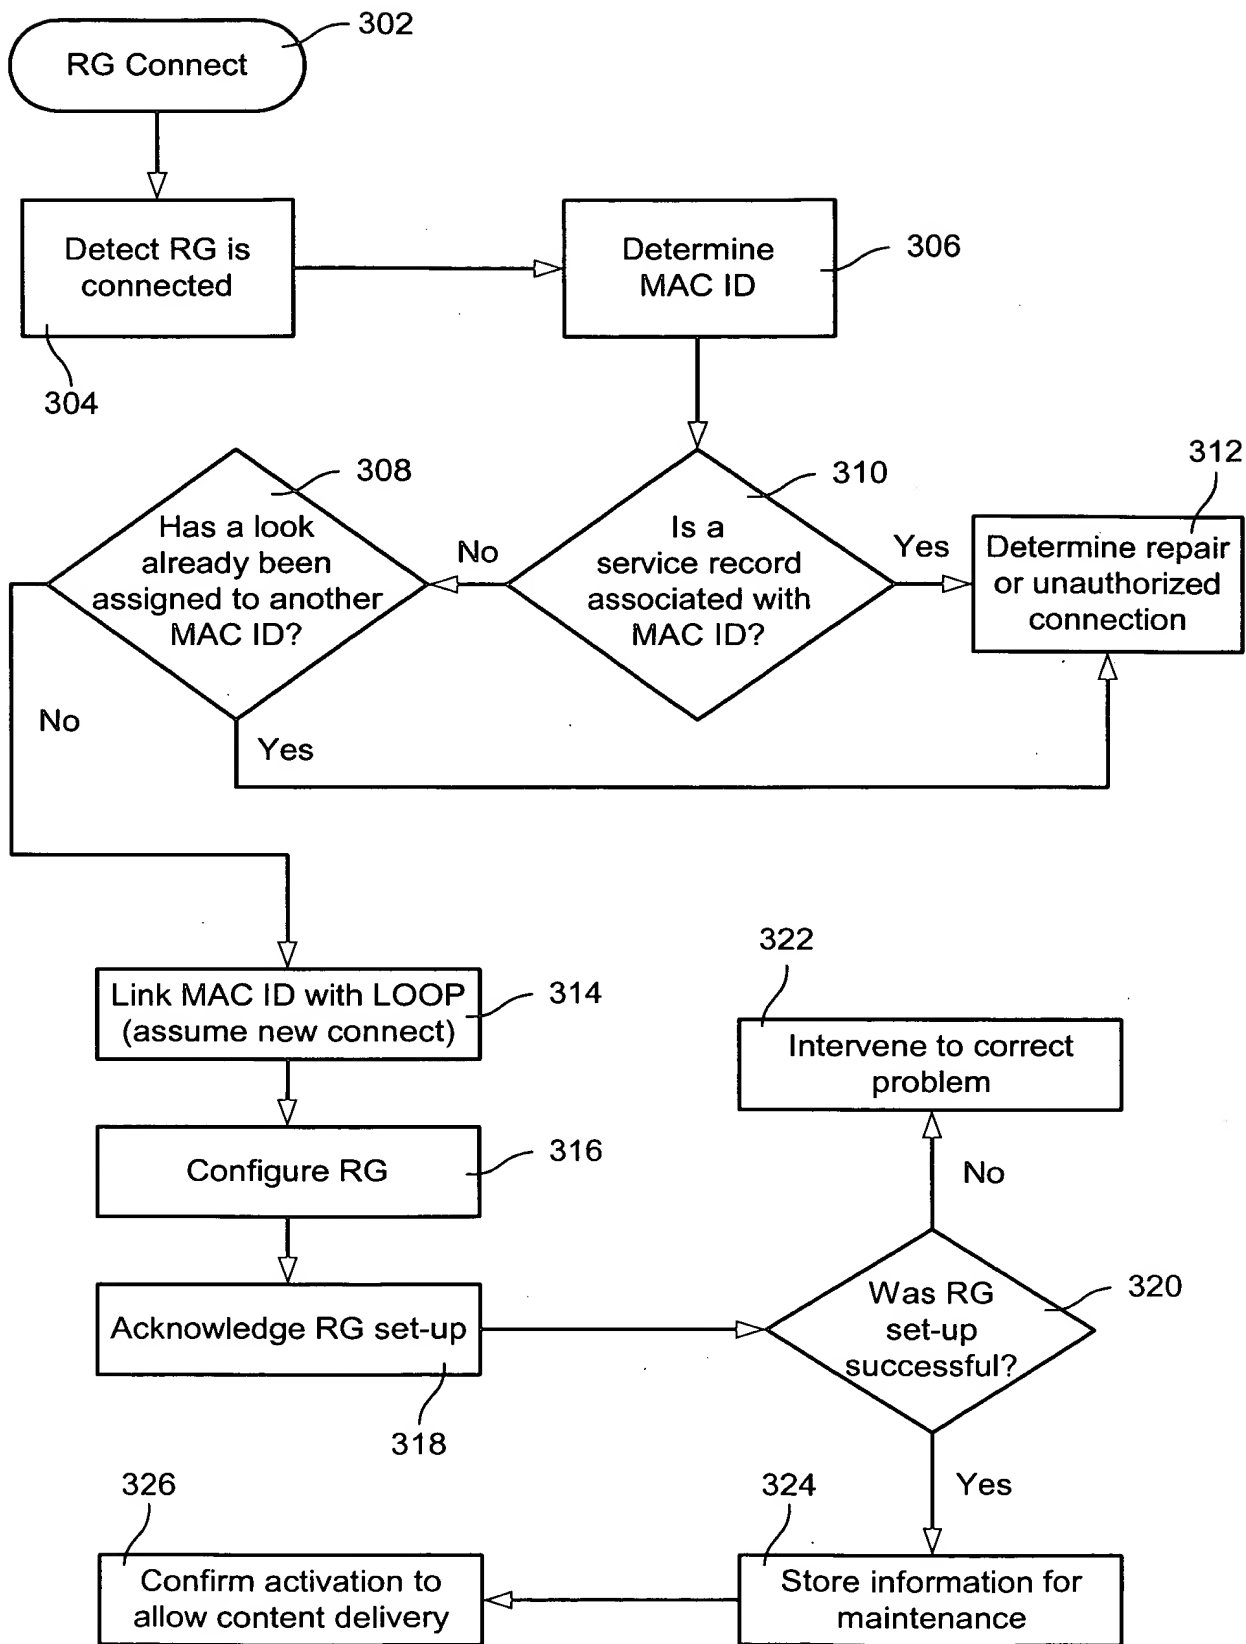 RG Connect
302
Detect RG is
connected
304
Determine
MAC ID
306
Is a
service record
associated with
MAC ID?
310
Yes
Determine repair
or unauthorized
connection
312
No
Has a look
already been
assigned to another
MAC ID?
308
Yes
No
Link MAC ID with LOOP
(assume new connect)
314
Configure RG
316
Acknowledge RG set-up
318
Was RG
set-up
successful?
320
No
Intervene to correct
problem
322
Yes
Store information for
maintenance
324
Confirm activation to
allow content delivery
326